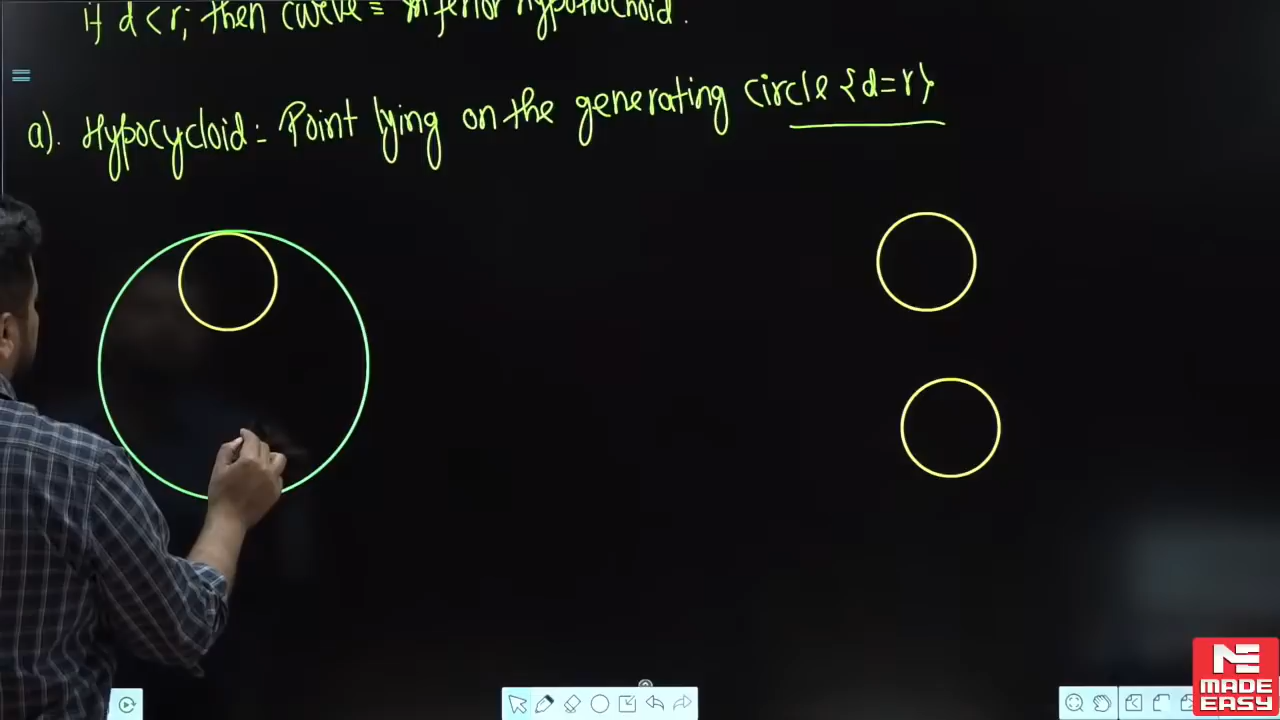 if d < r; then curve ≡ inferior hypotrochoid.
a). Hypocycloid = Point lying on the generating circle {d=r}
MADE
EASY